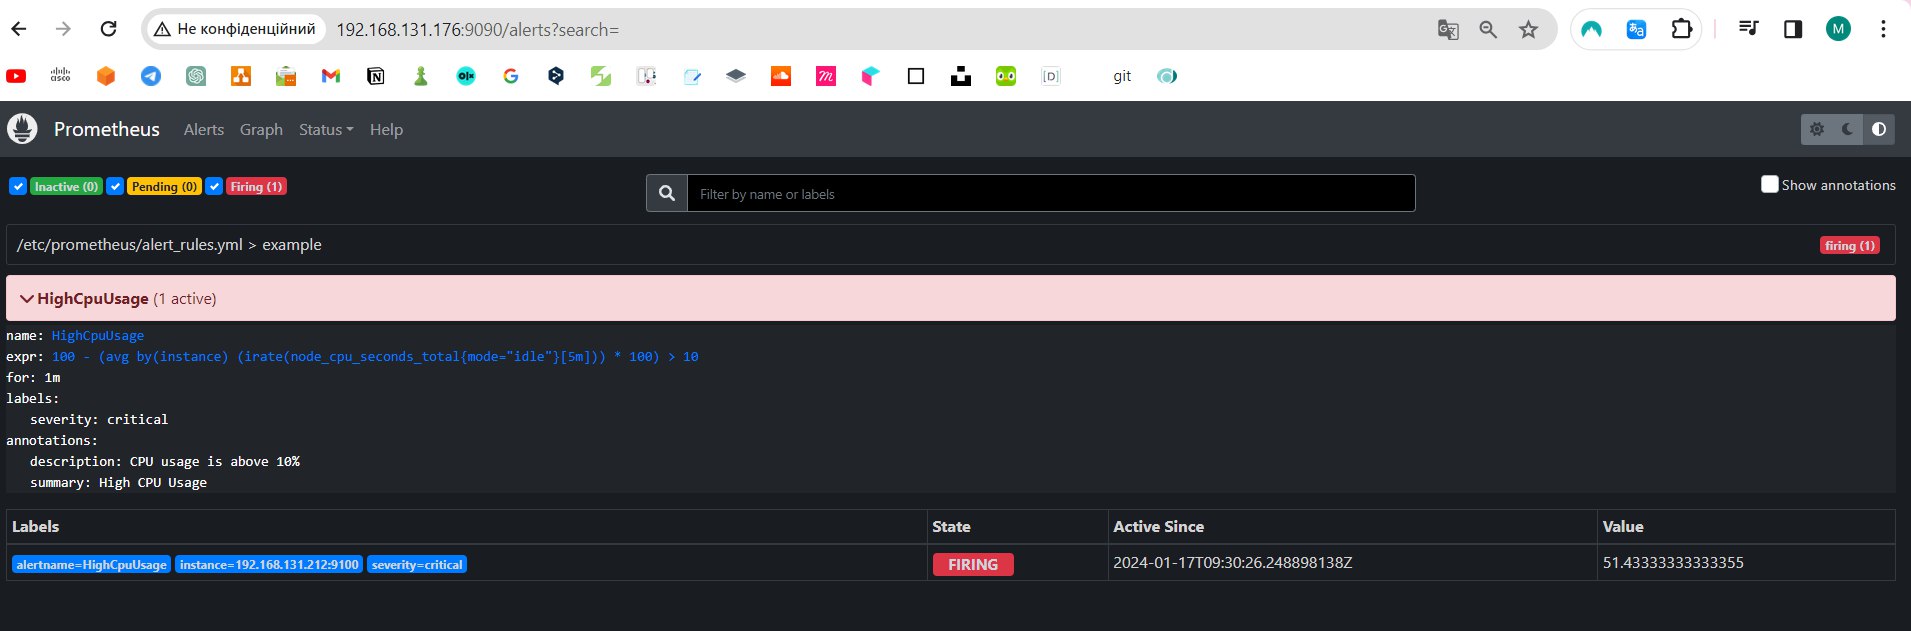 Не конфіденційний 192.168.131.176:9090/alerts?search=
git
Prometheus Alerts Graph Status Help
Inactive (0) Pending (0) Firing (1) Filter by name or labels Show annotations
/etc/prometheus/alert_rules.yml > example firing (1)
HighCpuUsage (1 active)
name: HighCpuUsage
expr: 100 - (avg by(instance) (irate(node_cpu_seconds_total{mode="idle"}[5m])) * 100) > 10
for: 1m
labels:
severity: critical
annotations:
description: CPU usage is above 10%
summary: High CPU Usage
Labels State Active Since Value
alertname=HighCpuUsage instance=192.168.131.212:9100 severity=critical FIRING 2024-01-17T09:30:26.248898138Z 51.43333333333355